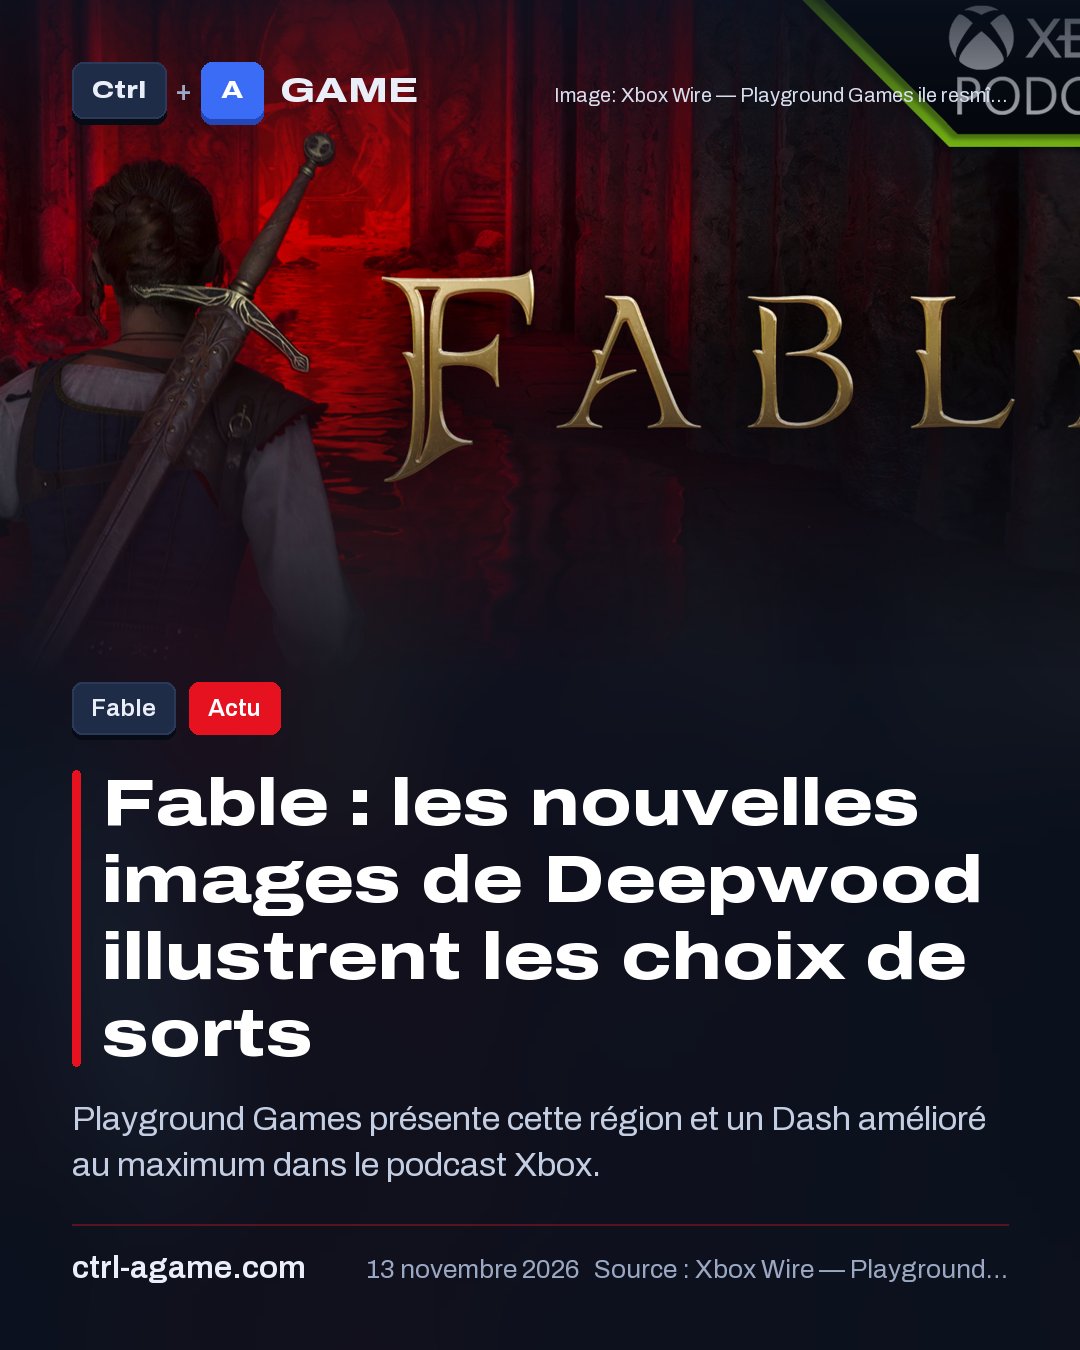 Ctrl + A GAME
Image: Xbox Wire — Playground Games ile resmî...
FABL
Fable
Actu
Fable : les nouvelles
images de Deepwood
illustrent les choix de
sorts
Playground Games présente cette région et un Dash amélioré
au maximum dans le podcast Xbox.
ctrl-agame.com
13 novembre 2026 Source : Xbox Wire — Playground...